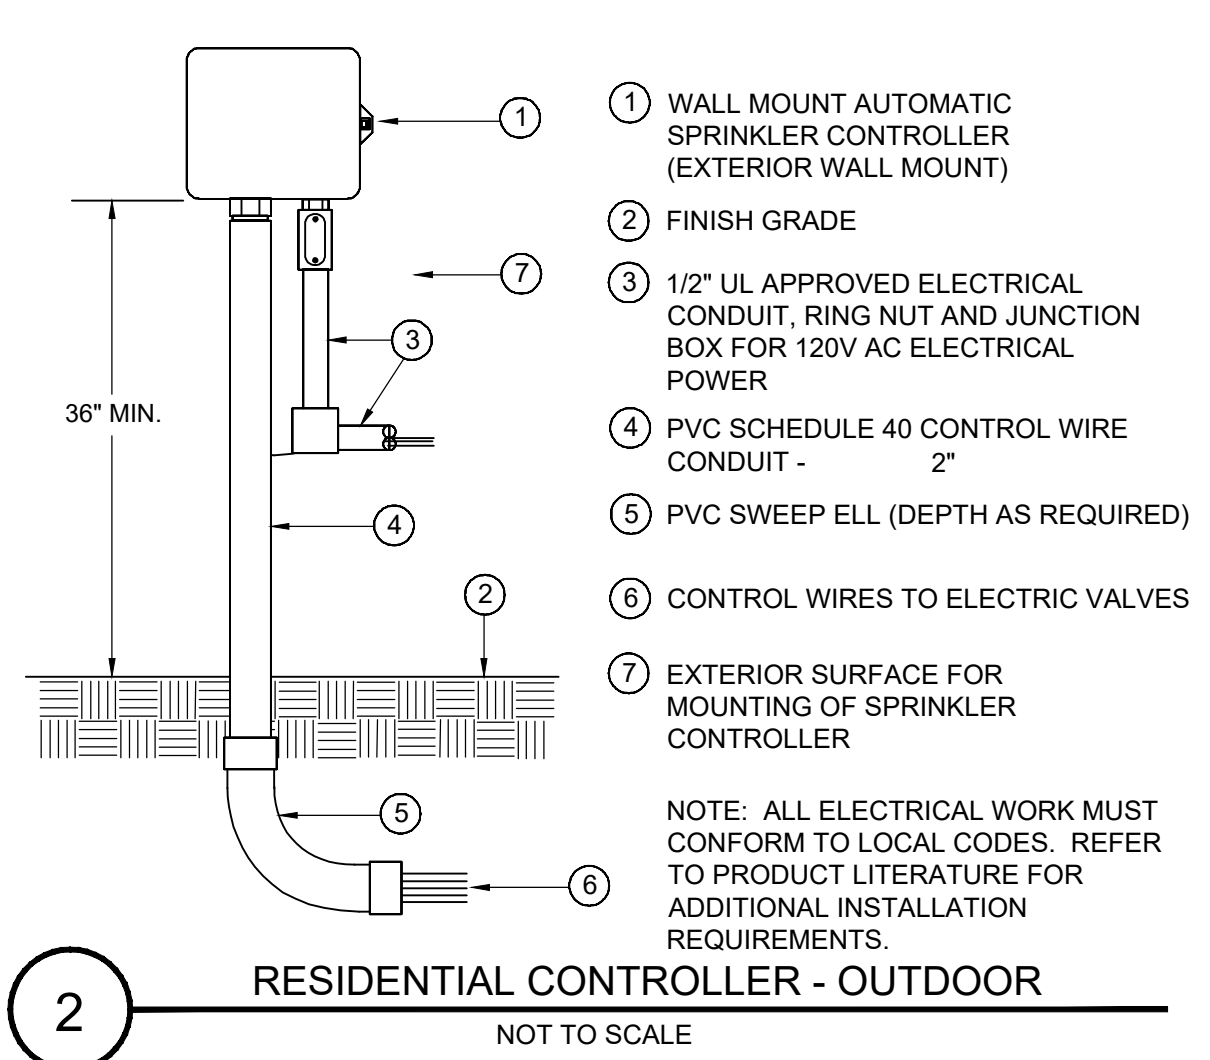 1 WALL MOUNT AUTOMATIC
SPRINKLER CONTROLLER
(EXTERIOR WALL MOUNT)
2 FINISH GRADE
3 1/2" UL APPROVED ELECTRICAL
CONDUIT, RING NUT AND JUNCTION
BOX FOR 120V AC ELECTRICAL
POWER
4 PVC SCHEDULE 40 CONTROL WIRE
CONDUIT - 2"
5 PVC SWEEP ELL (DEPTH AS REQUIRED)
6 CONTROL WIRES TO ELECTRIC VALVES
7 EXTERIOR SURFACE FOR
MOUNTING OF SPRINKLER
CONTROLLER
NOTE: ALL ELECTRICAL WORK MUST
CONFORM TO LOCAL CODES. REFER
TO PRODUCT LITERATURE FOR
ADDITIONAL INSTALLATION
REQUIREMENTS.
1
7
3
36" MIN.
4
2
5
6
2
RESIDENTIAL CONTROLLER - OUTDOOR
NOT TO SCALE